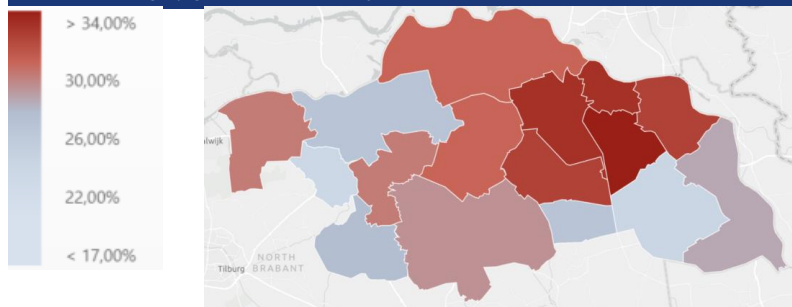 > 34,00%
30,00%
26,00%
22,00%
< 17,00%
alwijk
NORTH
Tilburg BRABANT